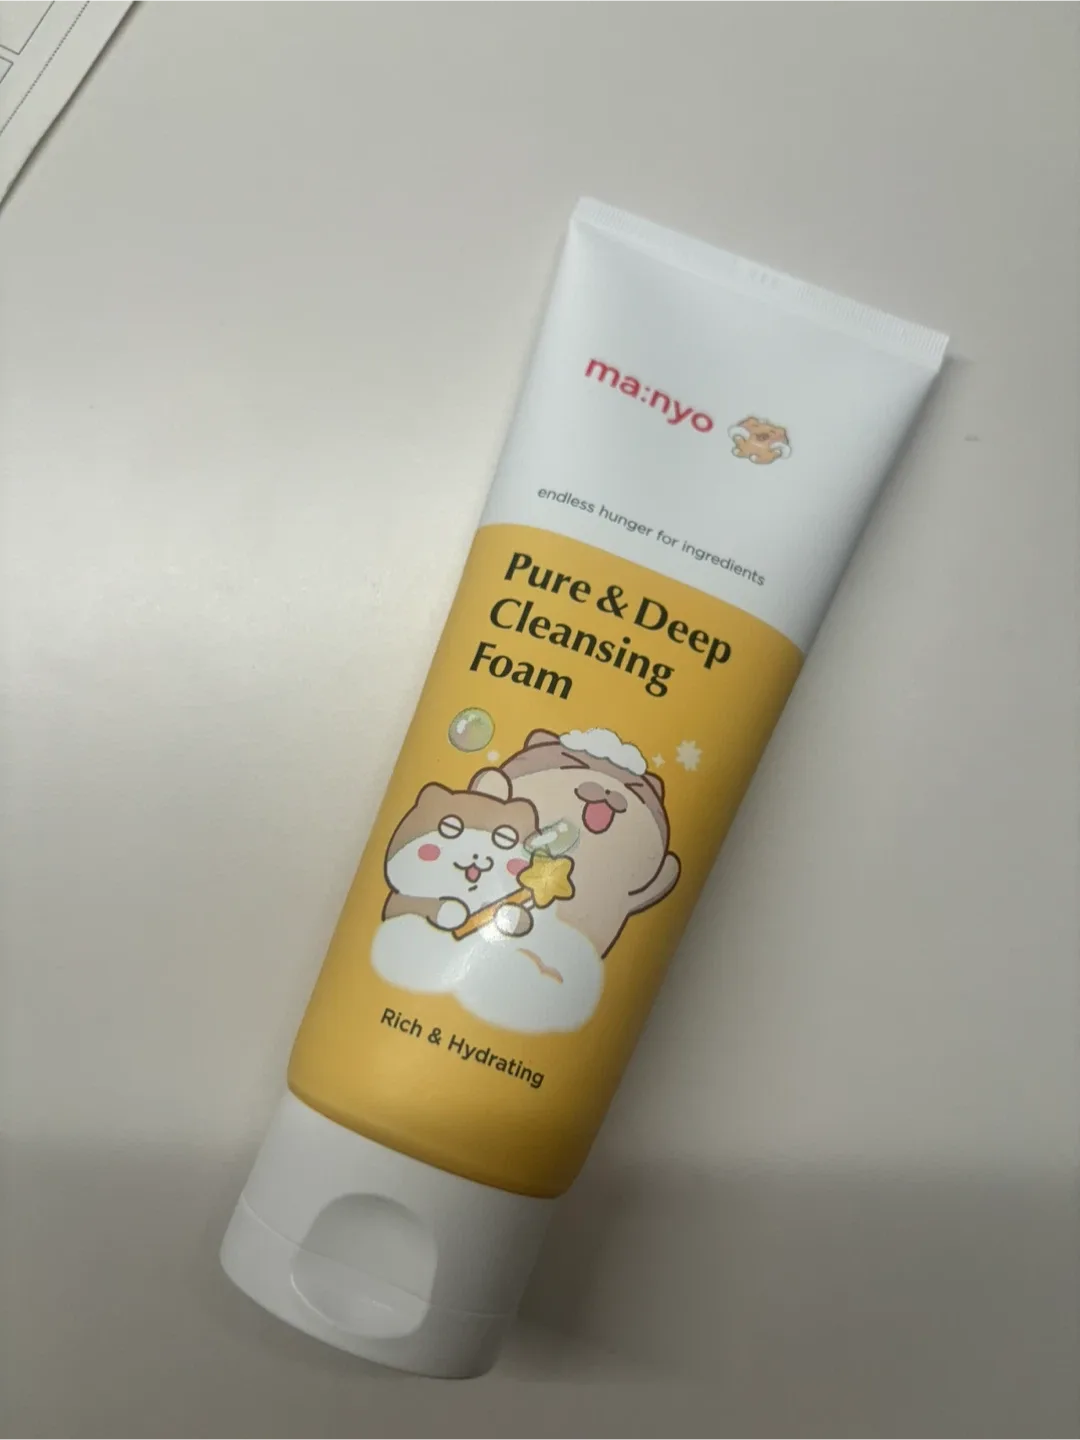 ma:nyo
endless hunger for ingredients
Pure & Deep
Cleansing
Foam
Rich & Hydrating